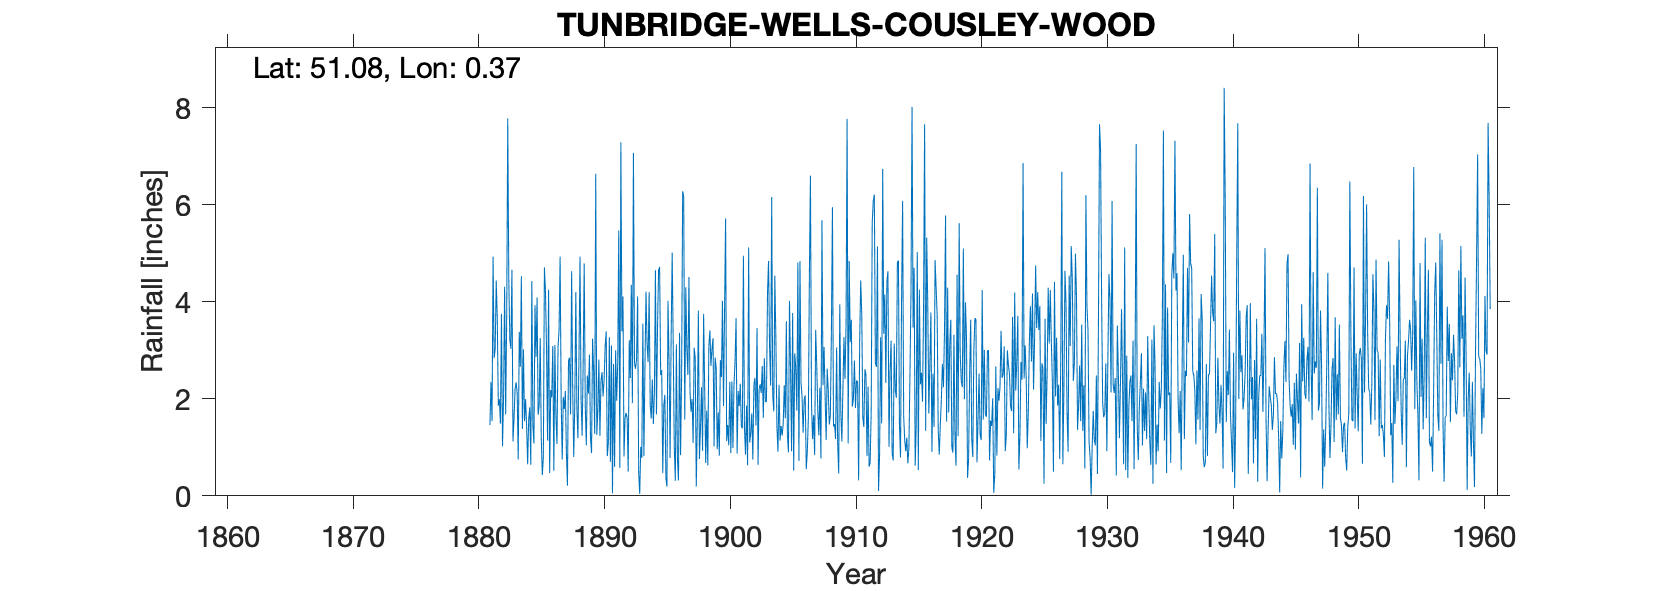 TUNBRIDGE-WELLS-COUSLEY-WOOD
Lat: 51.08, Lon: 0.37
Rainfall [inches]
8
6
4
2
0
1860 1870 1880 1890 1900 1910 1920 1930 1940 1950 1960
Year